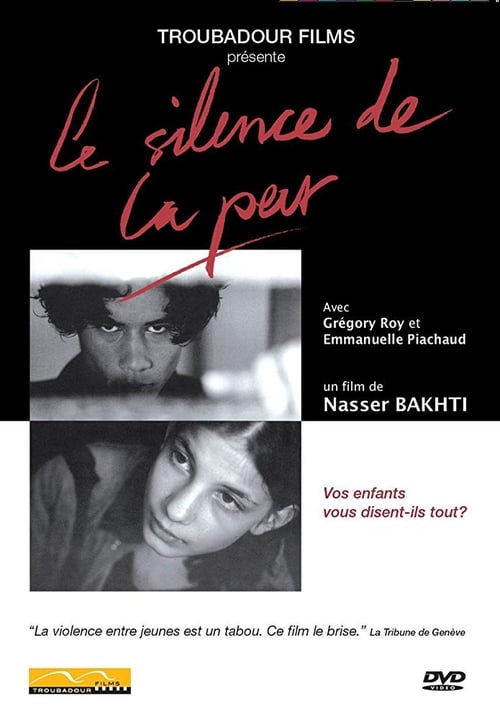 TROUBADOUR FILMS
présente
Le silence de
la peur
Avec
Grégory Roy et
Emmanuelle Piachaud
un film de
Nasser BAKHTI
Vos enfants
vous disent-ils tout?
“La violence entre jeunes est un tabou. Ce film le brise.” La Tribune de Genève
FILMS
TROUBADOUR
DVD
VIDEO